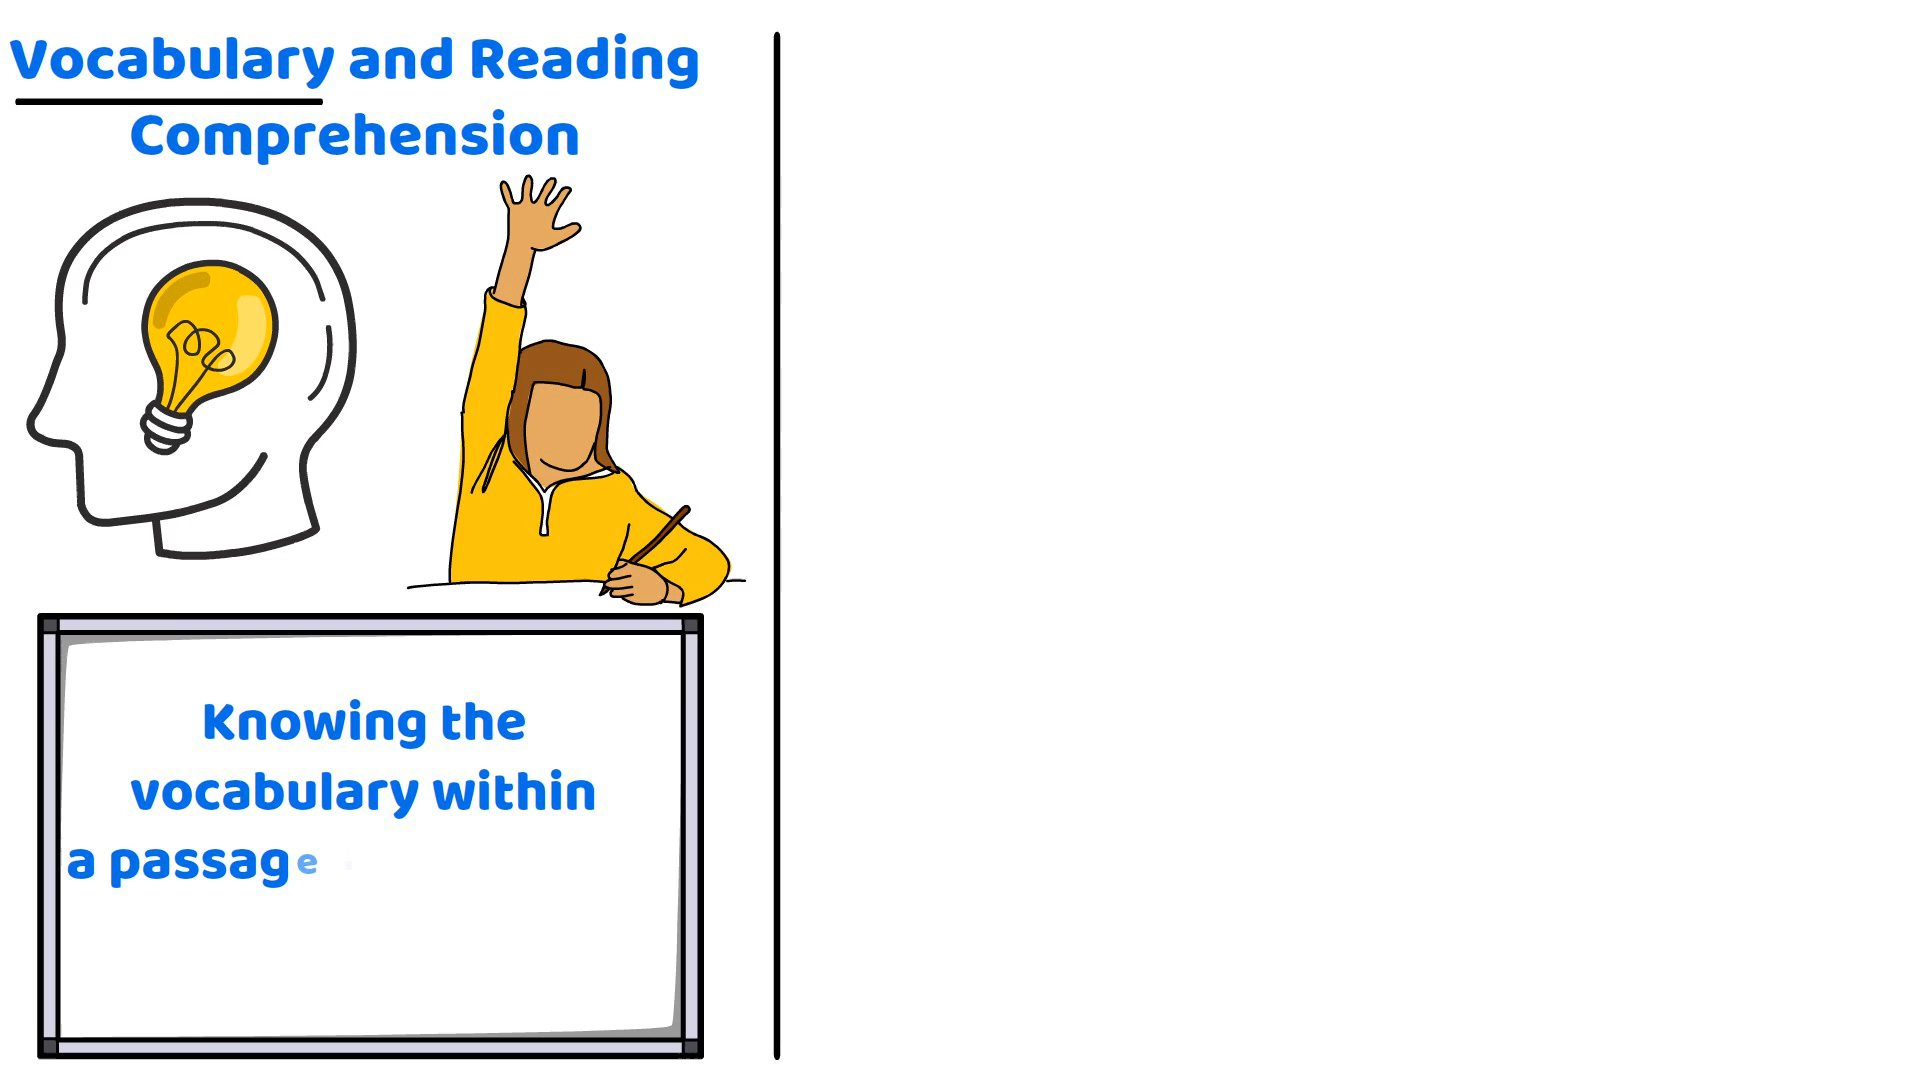 Vocabulary and Reading
Comprehension
Knowing the
vocabulary within
a passage